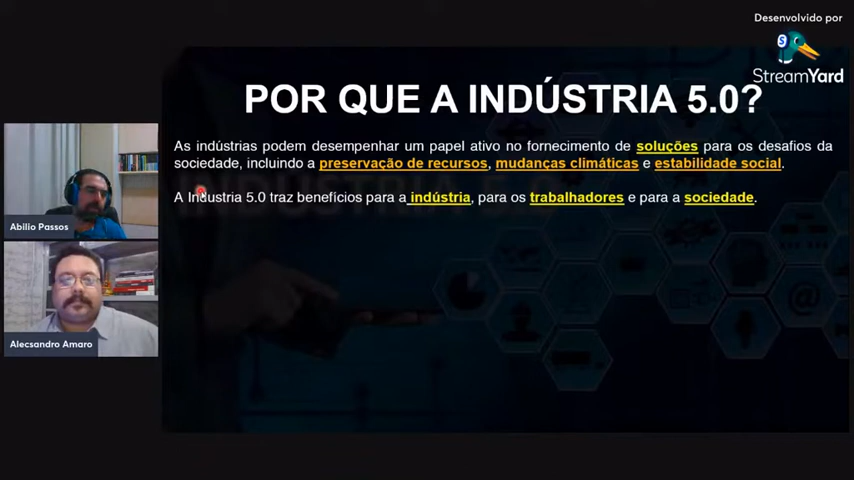 Desenvolvido por
StreamYard
POR QUE A INDÚSTRIA 5.0?
As indústrias podem desempenhar um papel ativo no fornecimento de soluções para os desafios da
sociedade, incluindo a preservação de recursos, mudanças climáticas e estabilidade social.
A Industria 5.0 traz benefícios para a indústria, para os trabalhadores e para a sociedade.
Abilio Passos
Alecsandro Amaro